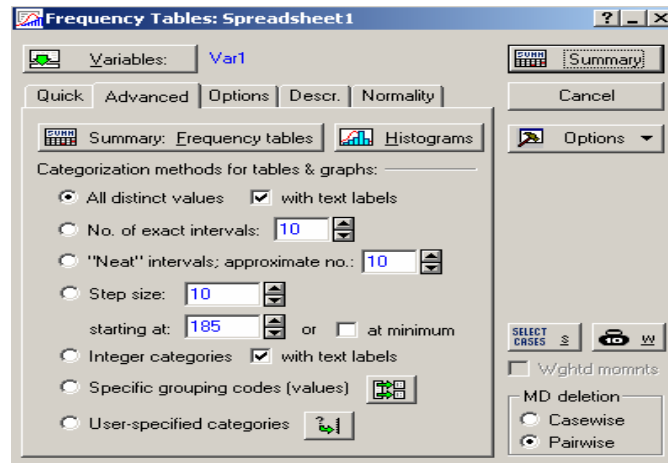 Frequency Tables: Spreadsheet1
Variables: Var1
SUMM Summary
Quick Advanced Options Descr. Normality
Cancel
SUMM Summary: Frequency tables Histograms
Options
Categorization methods for tables & graphs:
All distinct values with text labels
No. of exact intervals: 10
"Neat" intervals; approximate no.: 10
Step size: 10
starting at: 185 or at minimum
SELECT CASES S W
Integer categories with text labels
Wghtd momnts
Specific grouping codes (values)
MD deletion
Casewise
User-specified categories
Pairwise